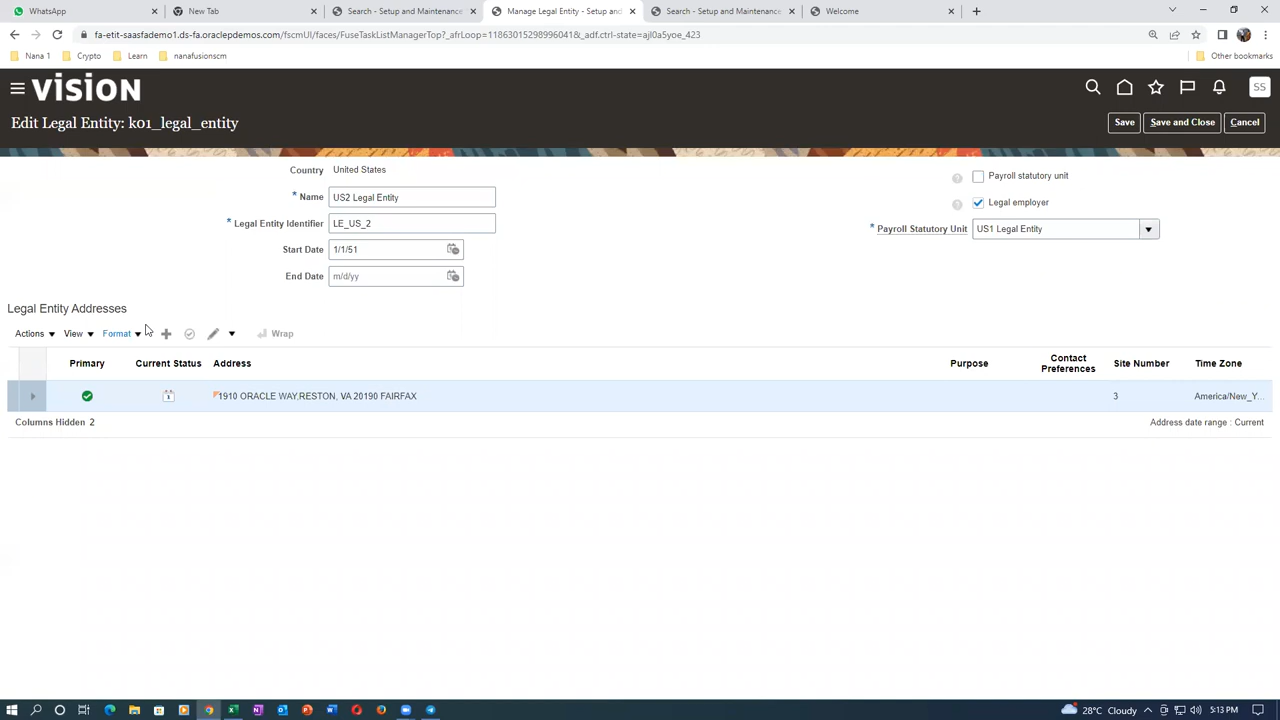 WhatsApp
New Tab
Search - Setup and Maintenance
Manage Legal Entity - Setup and
Search - Setup and Maintenance
Welcome
fa-etit-saasfademo1.ds-fa.oraclepdemos.com/fscmUI/faces/FuseTaskListManagerTop?_afrLoop=11863015298996041&_adf.ctrl-state=ajl0a5yoe_423
Nana 1
Crypto
Learn
nanafusionscm
Other bookmarks
VISION
SS
Edit Legal Entity: k01_legal_entity
Save
Save and Close
Cancel
Country United States
* Name US2 Legal Entity
* Legal Entity Identifier LE_US_2
Start Date 1/1/51
End Date m/d/yy
Payroll statutory unit
Legal employer
* Payroll Statutory Unit US1 Legal Entity
Legal Entity Addresses
Actions View Format Wrap
Primary Current Status Address Purpose Contact Preferences Site Number Time Zone
1910 ORACLE WAY,RESTON, VA 20190 FAIRFAX 3 America/New_Y...
Columns Hidden 2
Address date range : Current
28°C Cloudy
5:13 PM